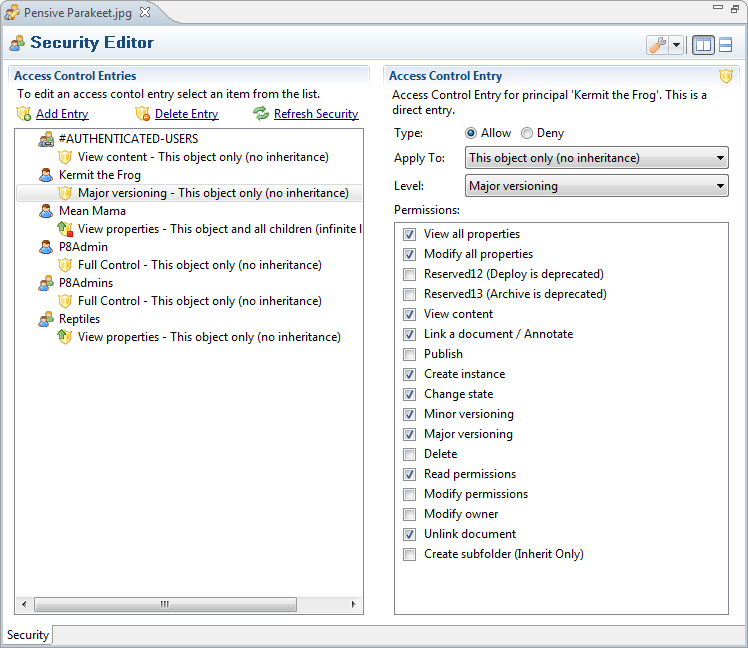 Pensive Parakeet.jpg
Security Editor
Access Control Entries
To edit an access contol entry select an item from the list.
Add Entry Delete Entry Refresh Security
#AUTHENTICATED-USERS
View content - This object only (no inheritance)
Kermit the Frog
Major versioning - This object only (no inheritance)
Mean Mama
View properties - This object and all children (infinite l
P8Admin
Full Control - This object only (no inheritance)
P8Admins
Full Control - This object only (no inheritance)
Reptiles
View properties - This object only (no inheritance)
Access Control Entry
Access Control Entry for principal 'Kermit the Frog'. This is a
direct entry.
Type: Allow Deny
Apply To: This object only (no inheritance)
Level: Major versioning
Permissions:
View all properties
Modify all properties
Reserved12 (Deploy is deprecated)
Reserved13 (Archive is deprecated)
View content
Link a document / Annotate
Publish
Create instance
Change state
Minor versioning
Major versioning
Delete
Read permissions
Modify permissions
Modify owner
Unlink document
Create subfolder (Inherit Only)
Security